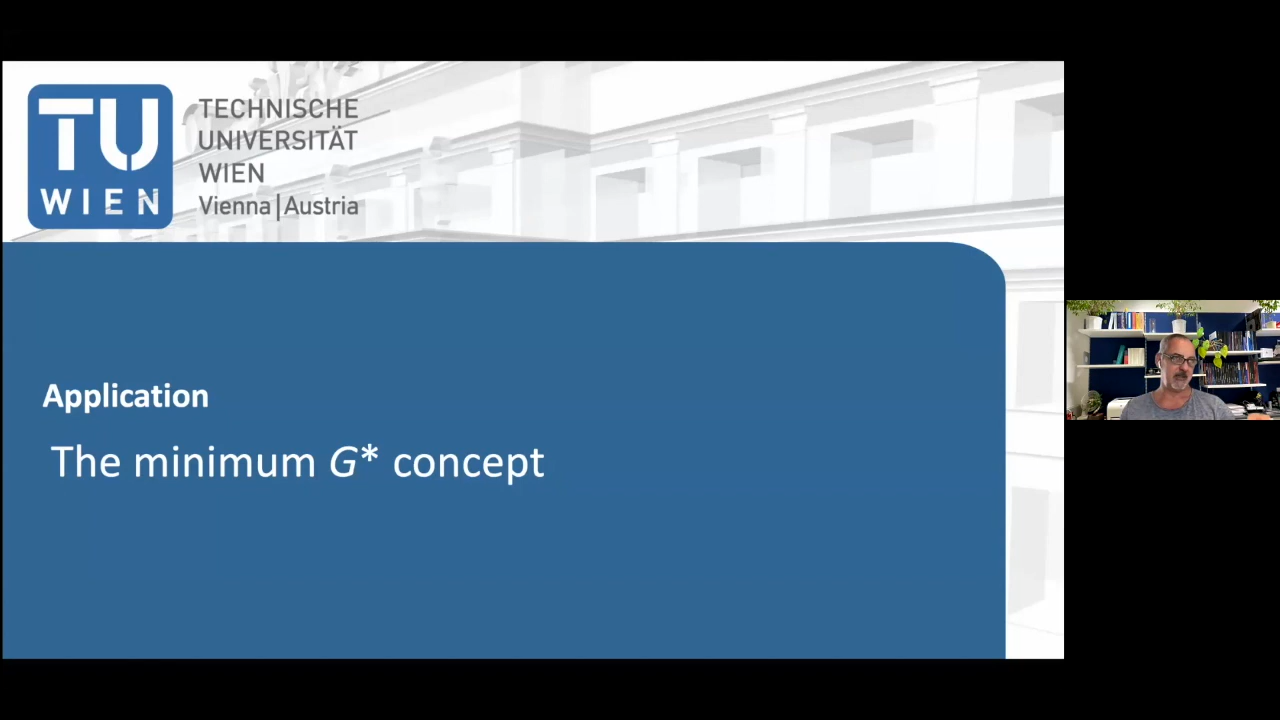 TU
WIEN
TECHNISCHE
UNIVERSITÄT
WIEN
Vienna|Austria
Application
The minimum G* concept